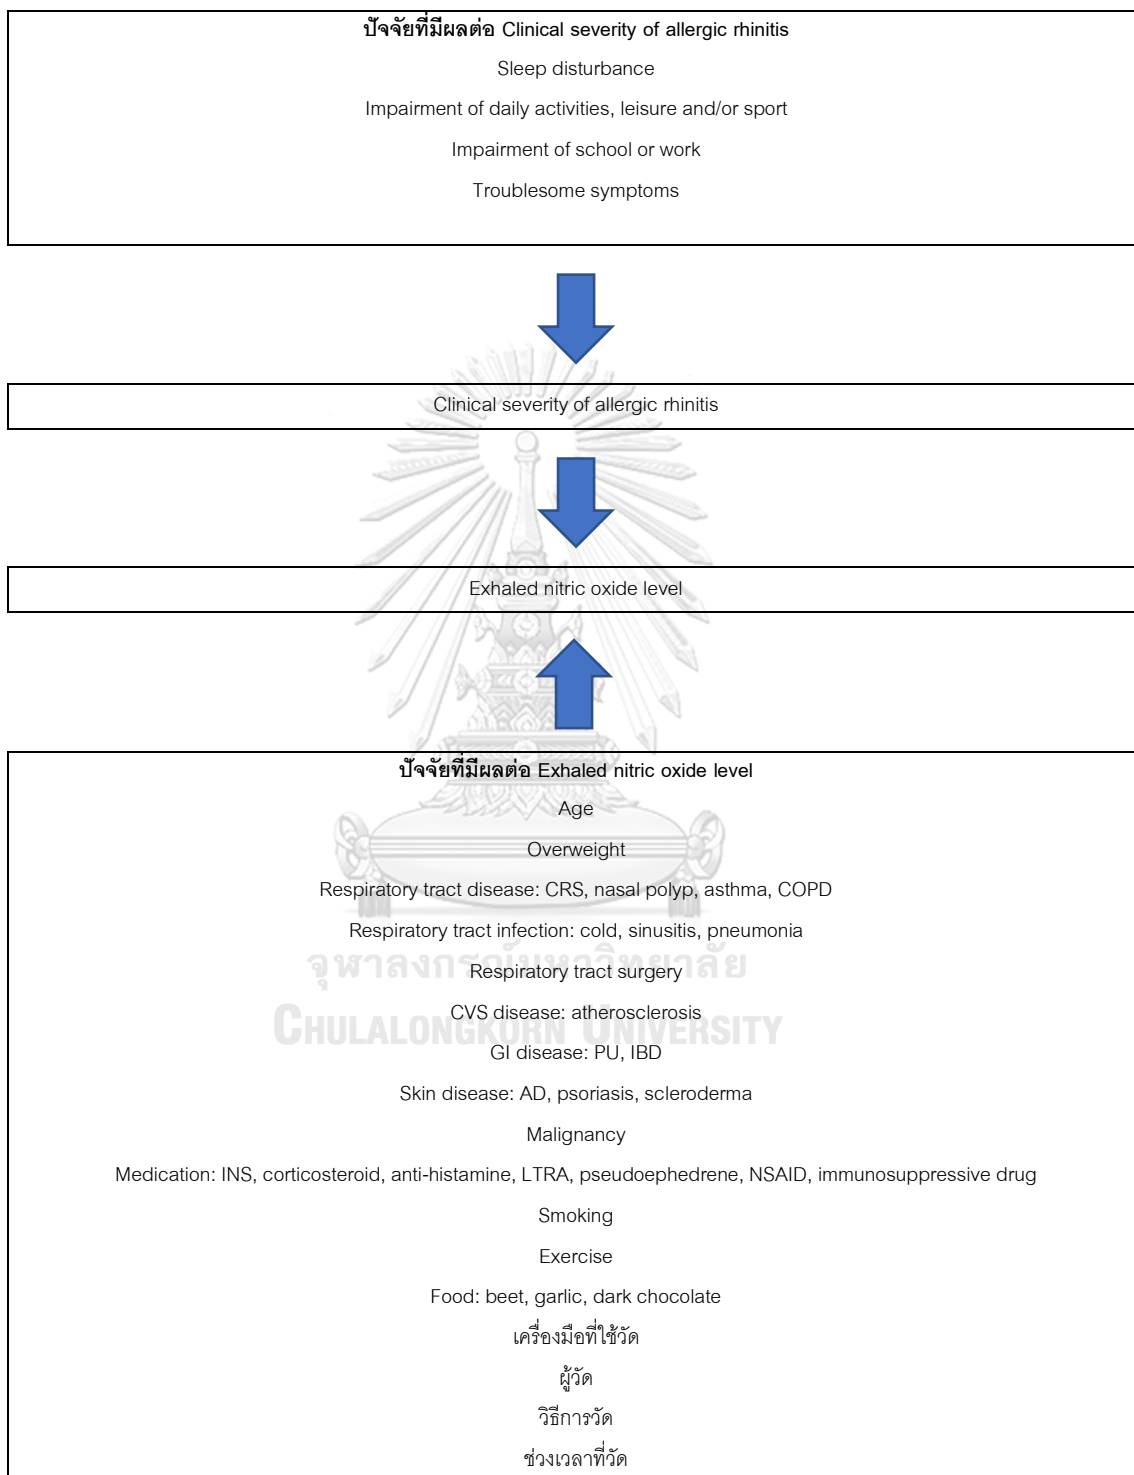 ปัจจัยที่มีผลต่อ Clinical severity of allergic rhinitis
Sleep disturbance
Impairment of daily activities, leisure and/or sport
Impairment of school or work
Troublesome symptoms
Clinical severity of allergic rhinitis
Exhaled nitric oxide level
ปัจจัยที่มีผลต่อ Exhaled nitric oxide level
Age
Overweight
Respiratory tract disease: CRS, nasal polyp, asthma, COPD
Respiratory tract infection: cold, sinusitis, pneumonia
จุฬาลงกรณ์มหาวิทยาลัย
Respiratory tract surgery
CVS disease: atherosclerosis
CHULALONGKORN UNIVERSITY
GI disease: PU, IBD
Skin disease: AD, psoriasis, scleroderma
Malignancy
Medication: INS, corticosteroid, anti-histamine, LTRA, pseudoephedrene, NSAID, immunosuppressive drug
Smoking
Exercise
Food: beet, garlic, dark chocolate
เครื่องมือที่ใช้วัด
ผู้วัด
วิธีการวัด
ช่วงเวลาที่วัด